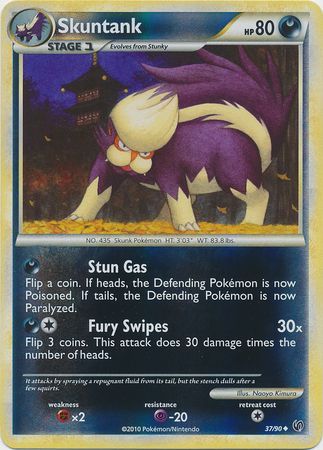 Skuntank
HP 80
STAGE 1 Evolves from Stunky
NO. 435 Skunk Pokémon HT: 3'03" WT: 83.8 lbs.
Stun Gas
Flip a coin. If heads, the Defending Pokémon is now
Poisoned. If tails, the Defending Pokémon is now
Paralyzed.
Fury Swipes 30x
Flip 3 coins. This attack does 30 damage times the
number of heads.
It attacks by spraying a repugnant fluid from its tail, but the stench dulls after a
few squirts.
Illus. Naoyo Kimura
weakness resistance retreat cost
×2 -20
©2010 Pokémon/Nintendo 37/90